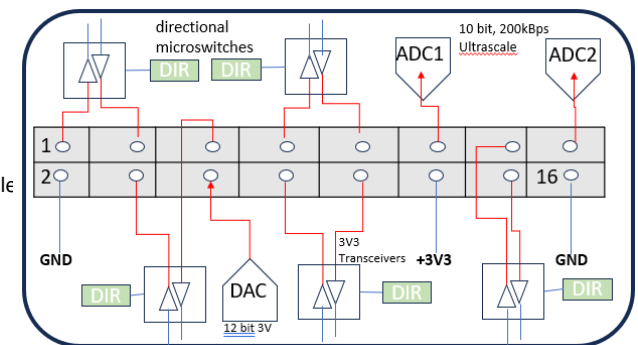 directional
microswitches
10 bit, 200kBps
Ultrascale
DIR
DIR
ADC1
ADC2
1
2
16
GND
3V3
Transceivers
+3V3
GND
DIR
DAC
DIR
DIR
12 bit 3V